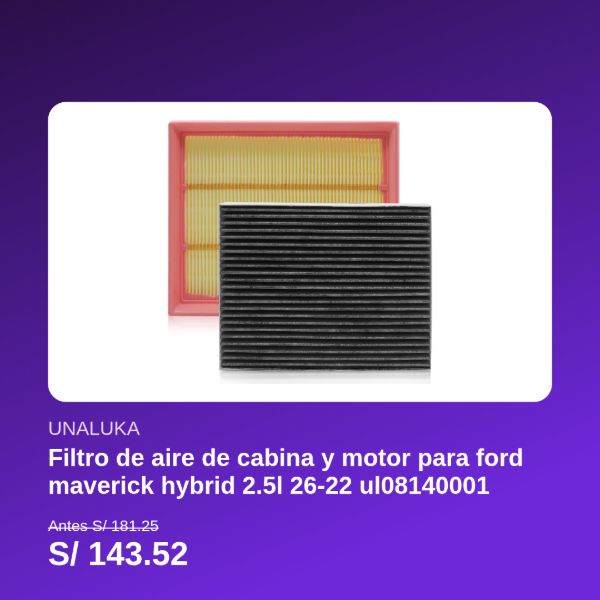 UNALUKA
Filtro de aire de cabina y motor para ford
maverick hybrid 2.5l 26-22 ul08140001
Antes S/ 181.25
S/ 143.52